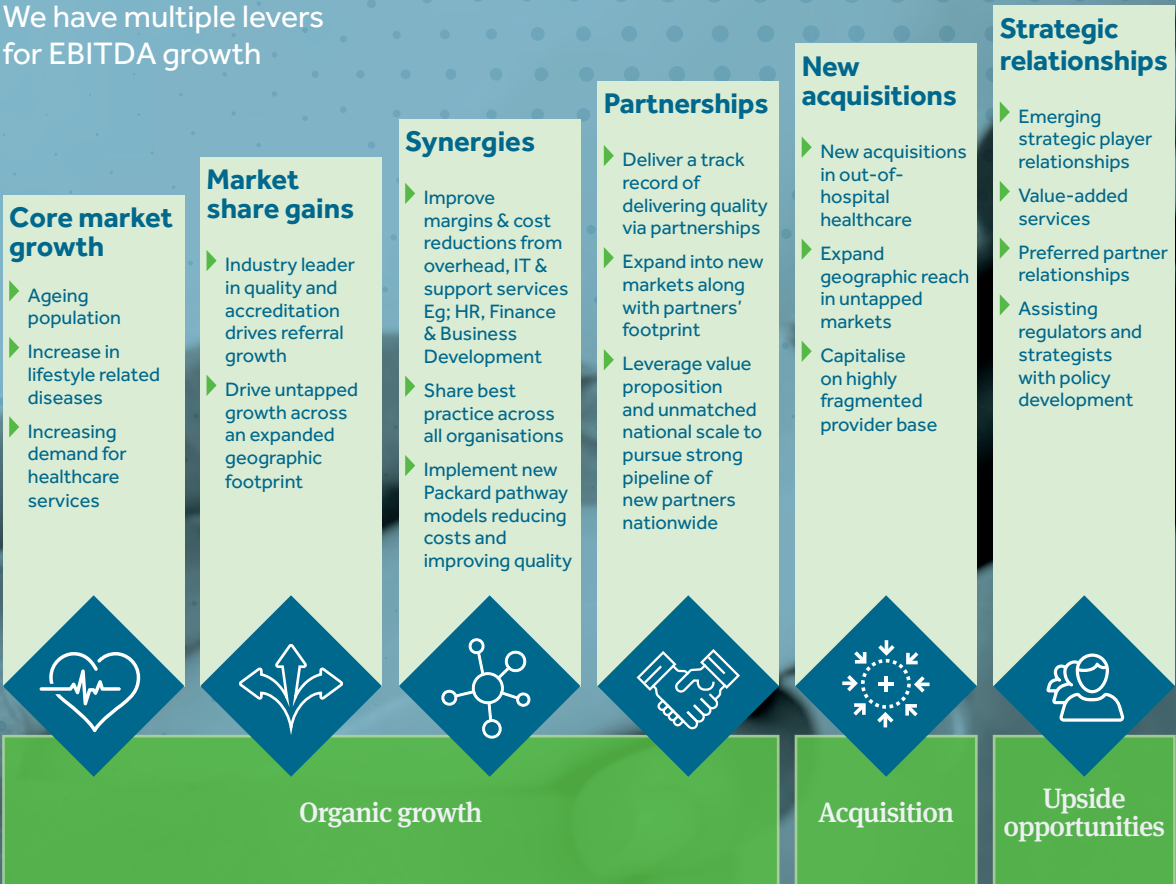 We have multiple levers
for EBITDA growth
Core market
growth
Ageing
population
Increase in
lifestyle related
diseases
Increasing
demand for
healthcare
services
Market
share gains
Industry leader
in quality and
accreditation
drives referral
growth
Drive untapped
growth across
an expanded
geographic
footprint
Synergies
Improve
margins & cost
reductions from
overhead, IT &
support services
Eg; HR, Finance
& Business
Development
Share best
practice across
all organisations
Implement new
Packard pathway
models reducing
costs and
improving quality
Partnerships
Deliver a track
record of
delivering quality
via partnerships
Expand into new
markets along
with partners’
footprint
Leverage value
proposition
and unmatched
national scale to
pursue strong
pipeline of
new partners
nationwide
New
acquisitions
New acquisitions
in out-of-
hospital
healthcare
Expand
geographic reach
in untapped
markets
Capitalise
on highly
fragmented
provider base
Strategic
relationships
Emerging
strategic player
relationships
Value-added
services
Preferred partner
relationships
Assisting
regulators and
strategists
with policy
development
Organic growth
Acquisition
Upside
opportunities